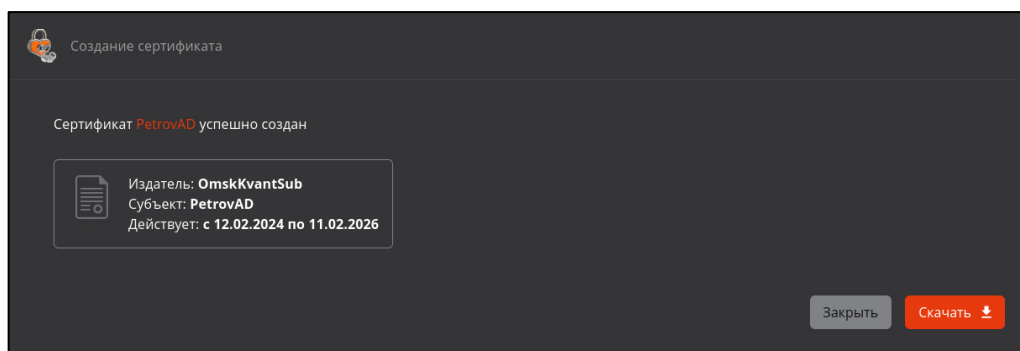 Создание сертификата
Сертификат PetrovAD успешно создан
Издатель: OmskKvantSub
Субъект: PetrovAD
Действует: с 12.02.2024 по 11.02.2026
Закрыть
Скачать